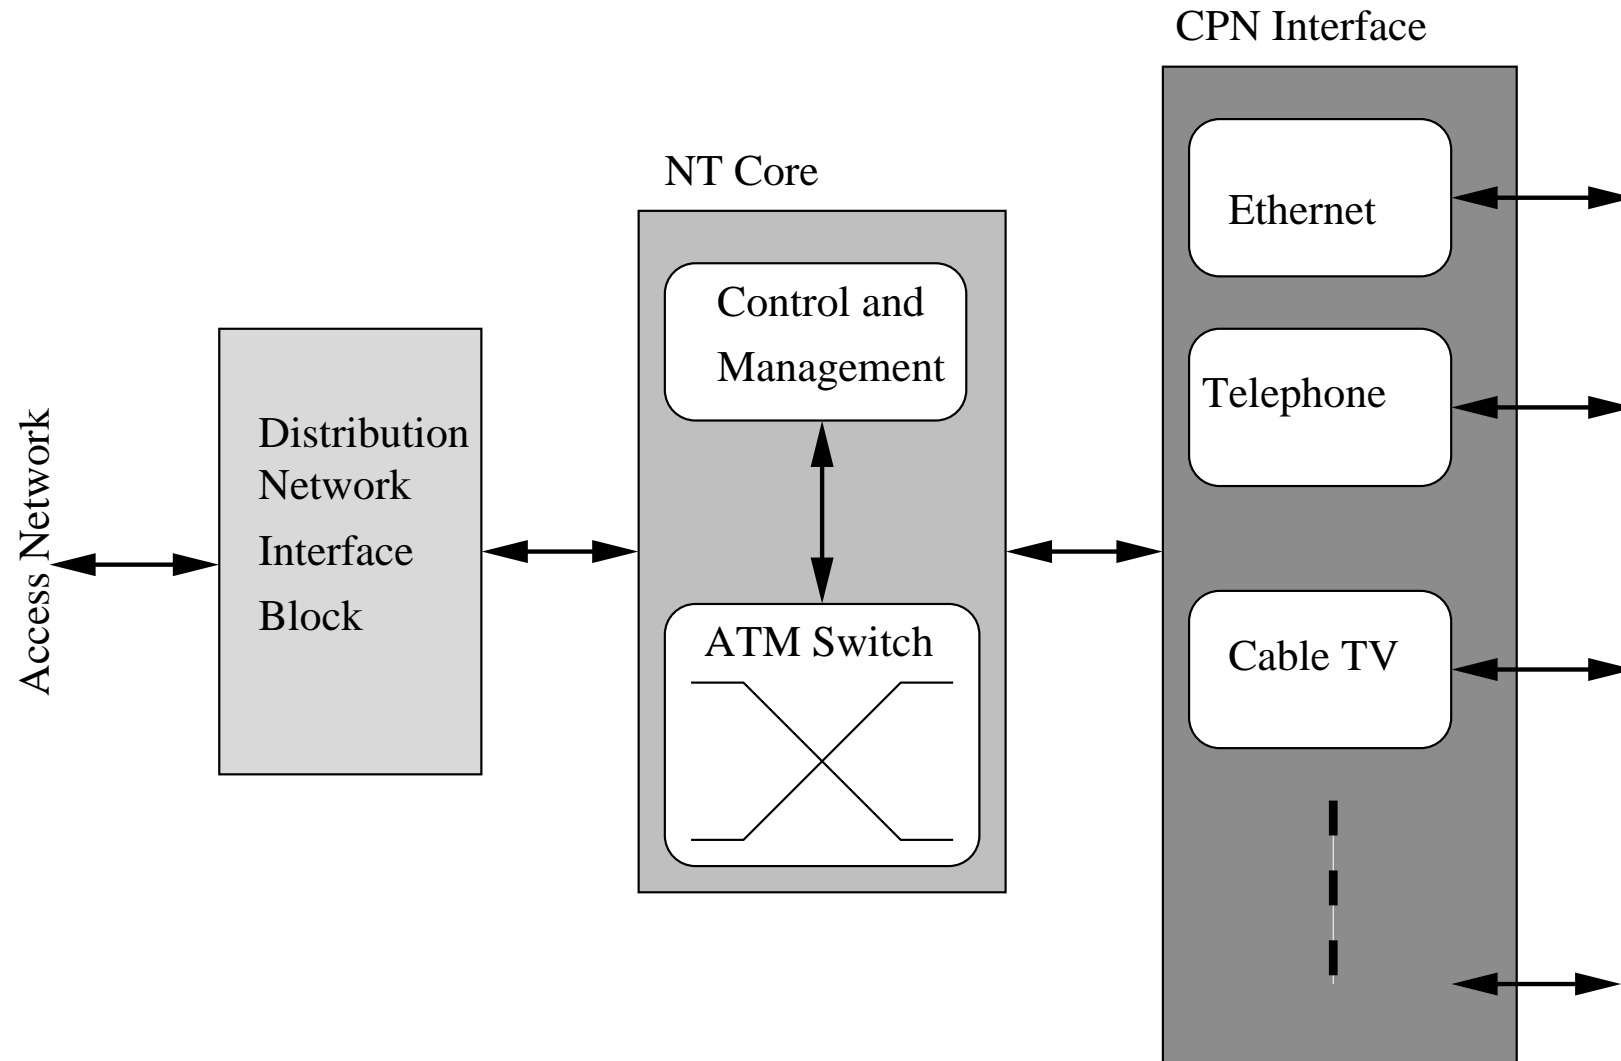 CPN Interface
NT Core
Ethernet
Control and
Management
Telephone
Access Network
Distribution
Network
Interface
Block
ATM Switch
Cable TV